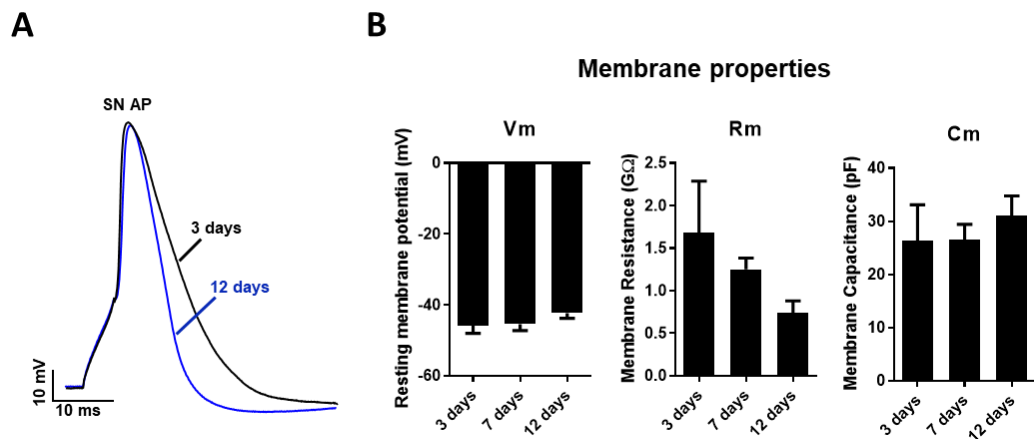 A
SN AP
3 days
12 days
10 mV
10 ms
B
Membrane properties
Vm
Resting membrane potential (mV)
0
-20
-40
-60
3 days
7 days
12 days
Rm
Membrane Resistance (GΩ)
2.5
2.0
1.5
1.0
0.5
0.0
3 days
7 days
12 days
Cm
Membrane Capacitance (pF)
40
30
20
10
0
3 days
7 days
12 days